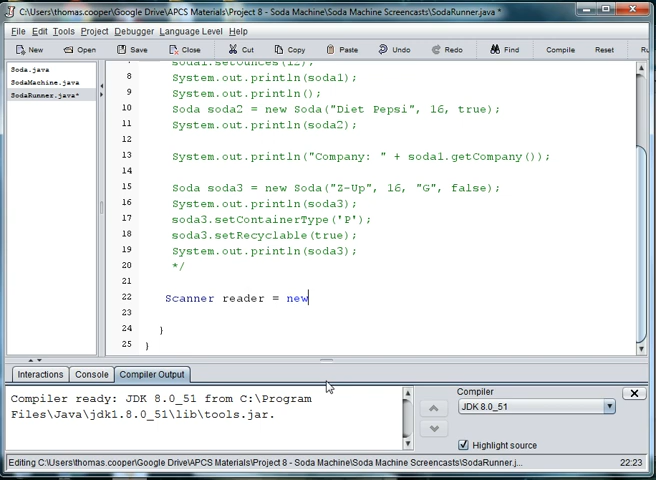 C:\Users\thomas.cooper\Google Drive\APCS Materials\Project 8 - Soda Machine\Soda Machine Screencasts\SodaRunner.java *
File Edit Tools Project Debugger Language Level Help
New Open Save Close Cut Copy Paste Undo Redo Find Compile Reset Ru
Soda.java
SodaMachine.java
SodaRunner.java*
7 soda1.setOunces(12);
8 System.out.println(soda1);
9 System.out.println();
10 Soda soda2 = new Soda("Diet Pepsi", 16, true);
11 System.out.println(soda2);
12
13 System.out.println("Company: " + soda1.getCompany());
14
15 Soda soda3 = new Soda("Z-Up", 16, "G", false);
16 System.out.println(soda3);
17 soda3.setContainerType('P');
18 soda3.setRecyclable(true);
19 System.out.println(soda3);
20 */
21
22 Scanner reader = new
23
24 }
25 }
Interactions Console Compiler Output
Compiler ready: JDK 8.0_51 from C:\Program
Files\Java\jdk1.8.0_51\lib\tools.jar.
Compiler
JDK 8.0_51
Highlight source
Editing C:\Users\thomas.cooper\Google Drive\APCS Materials\Project 8 - Soda Machine\Soda Machine Screencasts\SodaRunner.j... 22:23